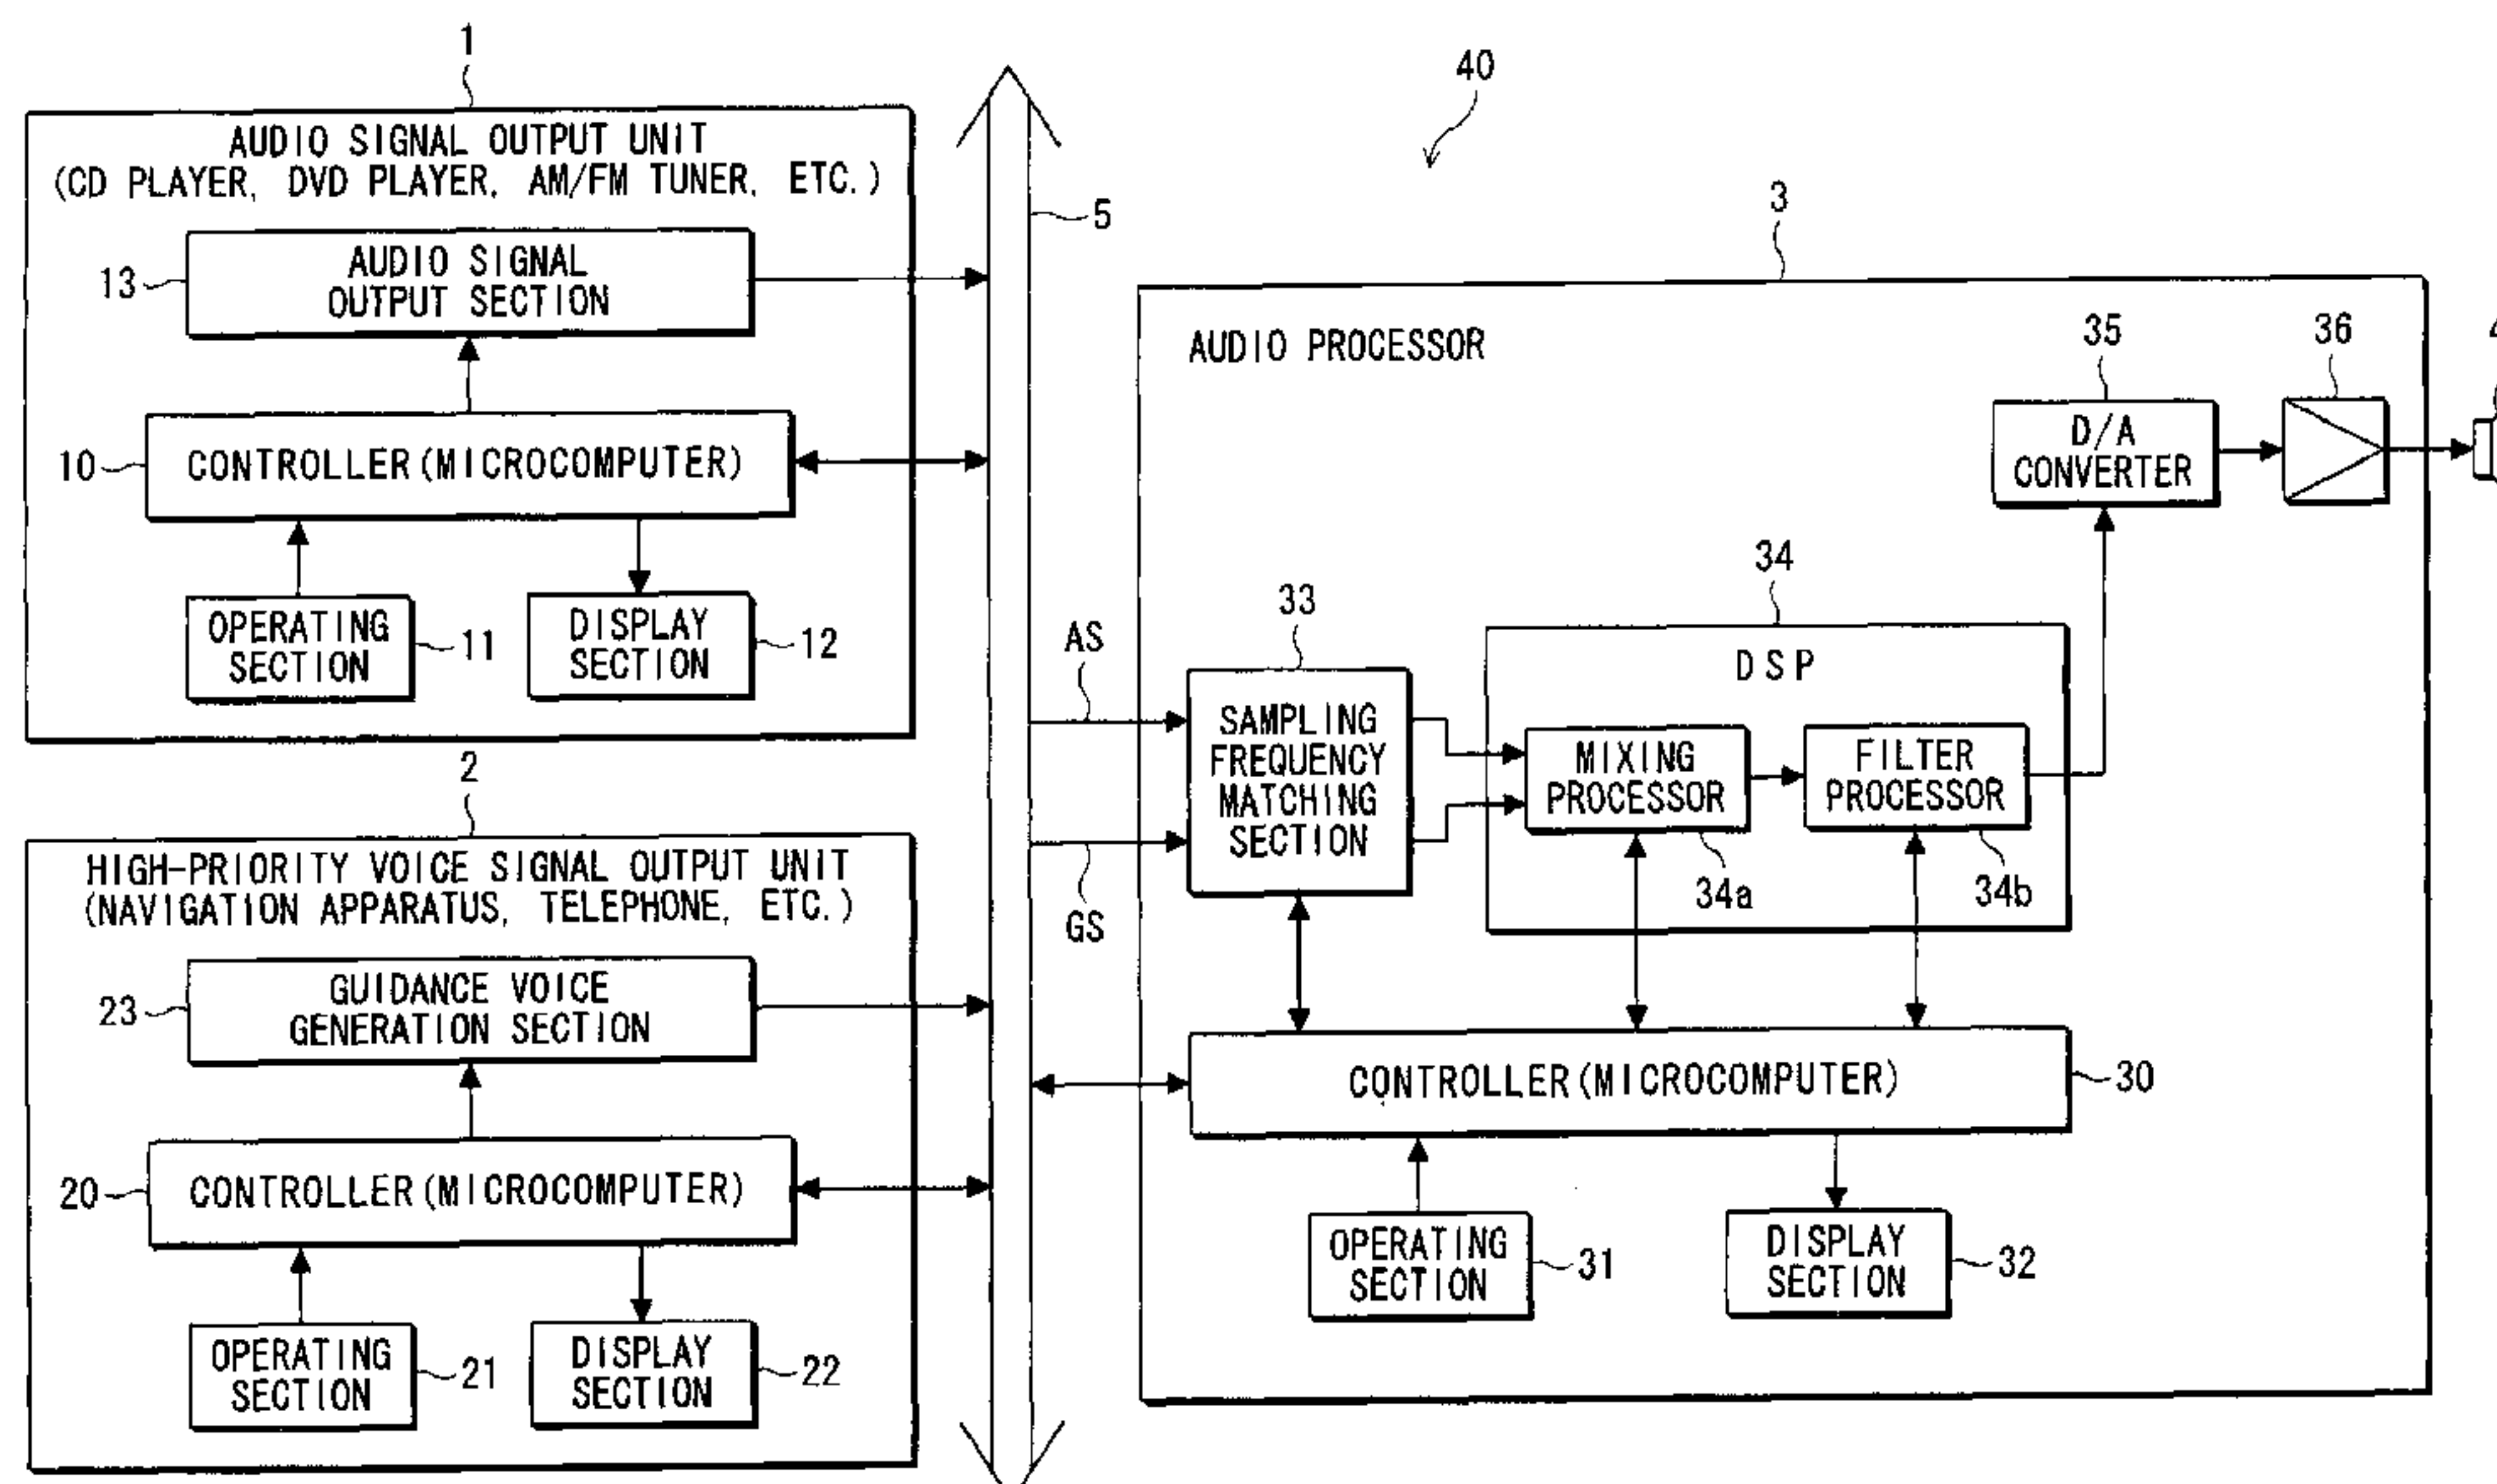 1
AUDIO SIGNAL OUTPUT UNIT
(CD PLAYER, DVD PLAYER, AM/FM TUNER, ETC.)
13
AUDIO SIGNAL
OUTPUT SECTION
10
CONTROLLER (MICROCOMPUTER)
OPERATING
SECTION
11
DISPLAY
SECTION
12
2
HIGH-PRIORITY VOICE SIGNAL OUTPUT UNIT
(NAVIGATION APPARATUS, TELEPHONE, ETC.)
23
GUIDANCE VOICE
GENERATION SECTION
20
CONTROLLER (MICROCOMPUTER)
OPERATING
SECTION
21
DISPLAY
SECTION
22
5
40
3
AUDIO PROCESSOR
35
D/A
CONVERTER
36
AS
GS
33
SAMPLING
FREQUENCY
MATCHING
SECTION
34
DSP
MIXING
PROCESSOR
34a
FILTER
PROCESSOR
34b
CONTROLLER (MICROCOMPUTER)
30
OPERATING
SECTION
31
DISPLAY
SECTION
32